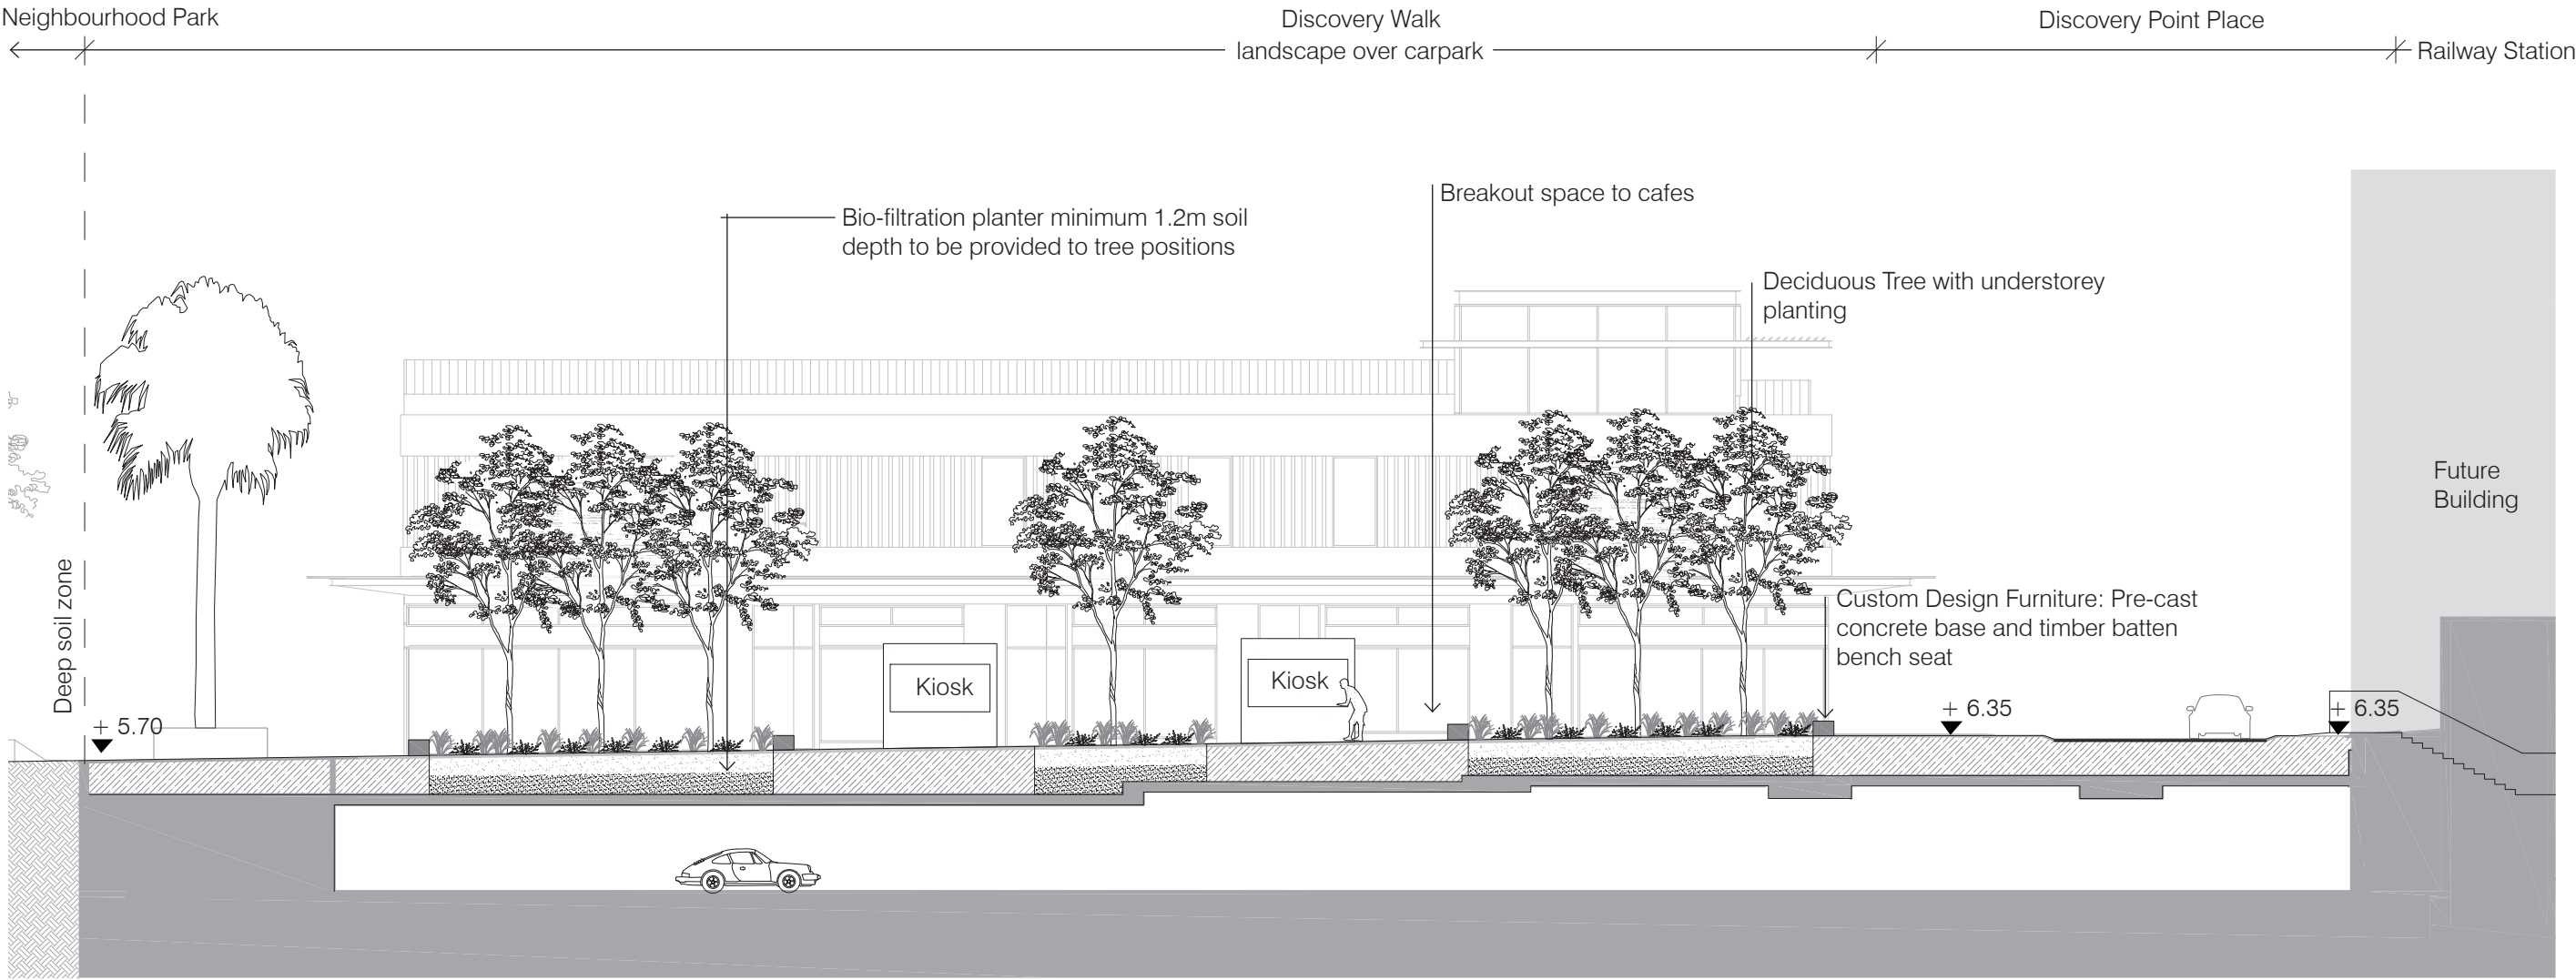 Neighbourhood Park
Discovery Walk
landscape over carpark
Discovery Point Place
Railway Station
Breakout space to cafes
Bio-filtration planter minimum 1.2m soil
depth to be provided to tree positions
Deciduous Tree with understorey
planting
Future
Building
Deep soil zone
Custom Design Furniture: Pre-cast
concrete base and timber batten
bench seat
Kiosk
Kiosk
+ 5.70
+ 6.35
+ 6.35